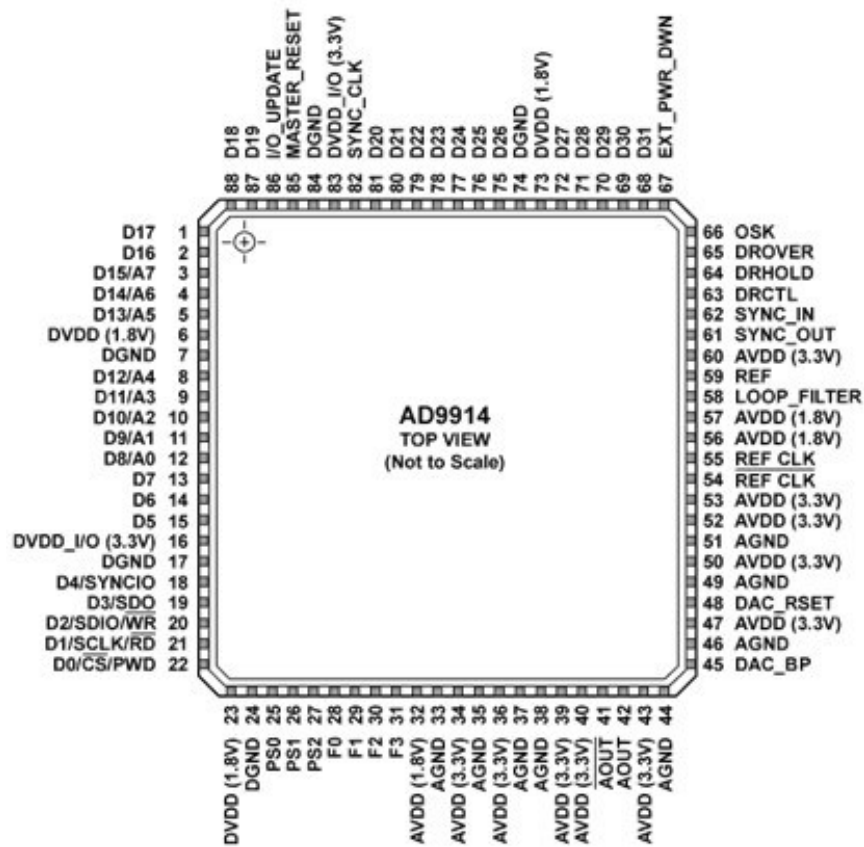 88 D18
87 D19
86 I/O_UPDATE
85 MASTER_RESET
84 DGND
83 DVDD_I/O (3.3V)
82 SYNC_CLK
81 D20
80 D21
79 D22
78 D23
77 D24
76 D25
75 D26
74 DGND
73 DVDD (1.8V)
72 D27
71 D28
70 D29
69 D30
68 D31
67 EXT_PWR_DWN
D17 1
D16 2
D15/A7 3
D14/A6 4
D13/A5 5
DVDD (1.8V) 6
DGND 7
D12/A4 8
D11/A3 9
D10/A2 10
D9/A1 11
D8/A0 12
D7 13
D6 14
D5 15
DVDD_I/O (3.3V) 16
DGND 17
D4/SYNCIO 18
D3/SDO 19
D2/SDIO/WR 20
D1/SCLK/RD 21
D0/CS/PWD 22
AD9914
TOP VIEW
(Not to Scale)
66 OSK
65 DROVER
64 DRHOLD
63 DRCTL
62 SYNC_IN
61 SYNC_OUT
60 AVDD (3.3V)
59 REF
58 LOOP_FILTER
57 AVDD (1.8V)
56 AVDD (1.8V)
55 REF CLK
54 REF CLK
53 AVDD (3.3V)
52 AVDD (3.3V)
51 AGND
50 AVDD (3.3V)
49 AGND
48 DAC_RSET
47 AVDD (3.3V)
46 AGND
45 DAC_BP
DVDD (1.8V) 23
DGND 24
PS0 25
PS1 26
PS2 27
F0 28
F1 29
F2 30
F3 31
AVDD (1.8V) 32
AGND 33
AVDD (3.3V) 34
AGND 35
AVDD (3.3V) 36
AGND 37
AGND 38
AVDD (3.3V) 39
AVDD (3.3V) 40
AOUT 41
AOUT 42
AVDD (3.3V) 43
AGND 44